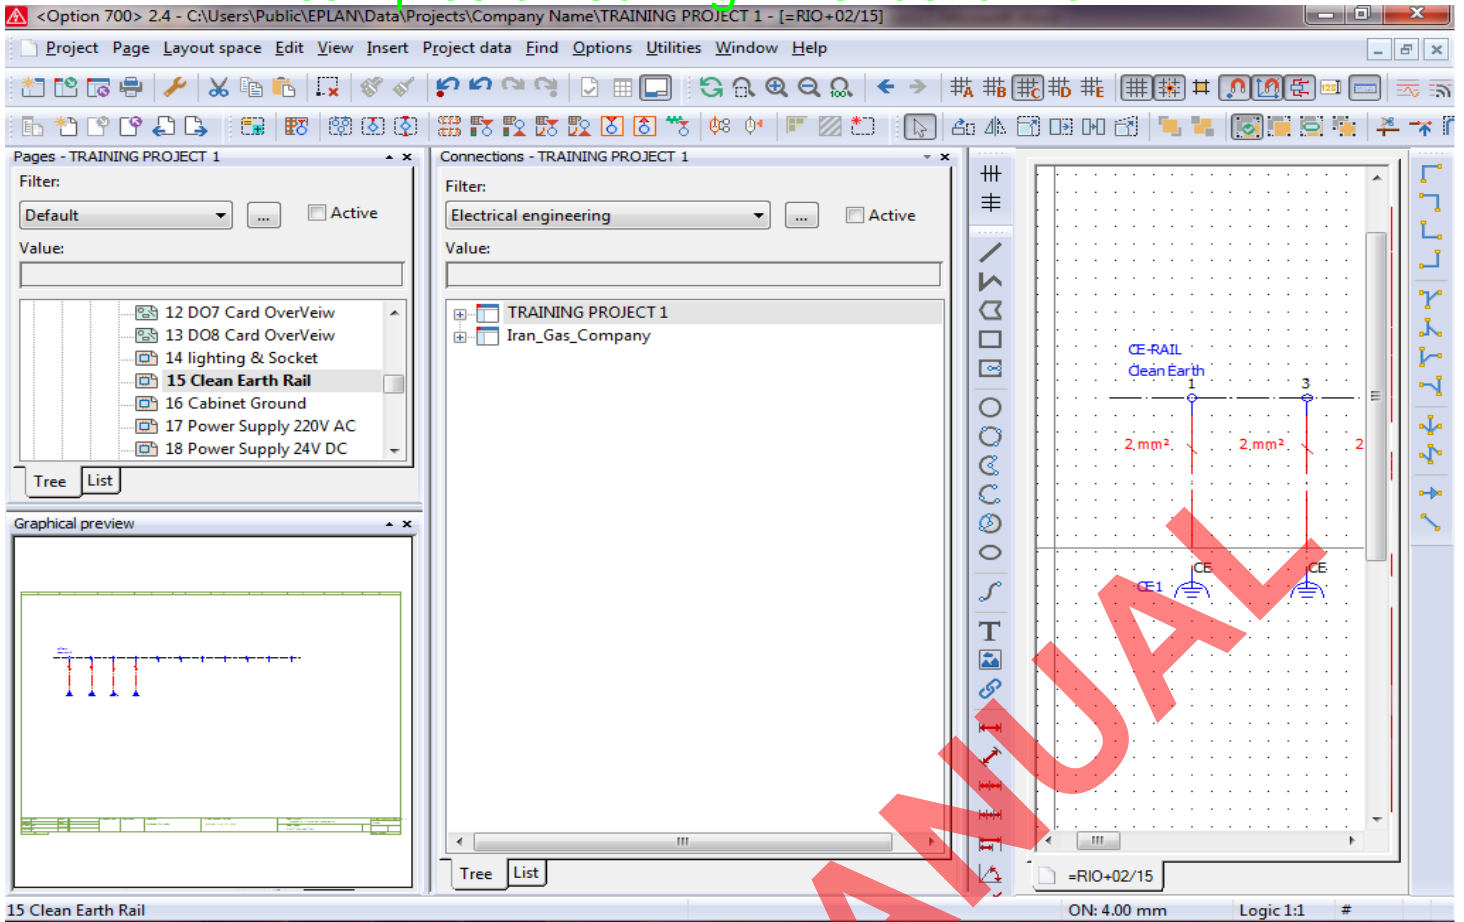 <Option 700> 2.4 - C:\Users\Public\EPLAN\Data\Projects\Company Name\TRAINING PROJECT 1 - [=RIO+02/15]
Project Page Layout space Edit View Insert Project data Find Options Utilities Window Help
Pages - TRAINING PROJECT 1
Filter:
Default
...
Active
Value:
12 DO7 Card OverVeiw
13 DO8 Card OverVeiw
14 lighting & Socket
15 Clean Earth Rail
16 Cabinet Ground
17 Power Supply 220V AC
18 Power Supply 24V DC
Tree List
Graphical preview
Connections - TRAINING PROJECT 1
Filter:
Electrical engineering
...
Active
Value:
TRAINING PROJECT 1
Iran_Gas_Company
Tree List
CE-RAIL
Clean Earth
1 3
2 mm² 2 mm² 2
CE CE
CE1
=RIO+02/15
15 Clean Earth Rail
ON: 4.00 mm Logic 1:1 #